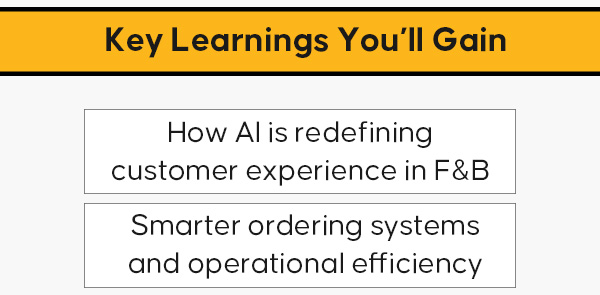 Key Learnings You'll Gain
How AI is redefining
customer experience in F&B
Smarter ordering systems
and operational efficiency